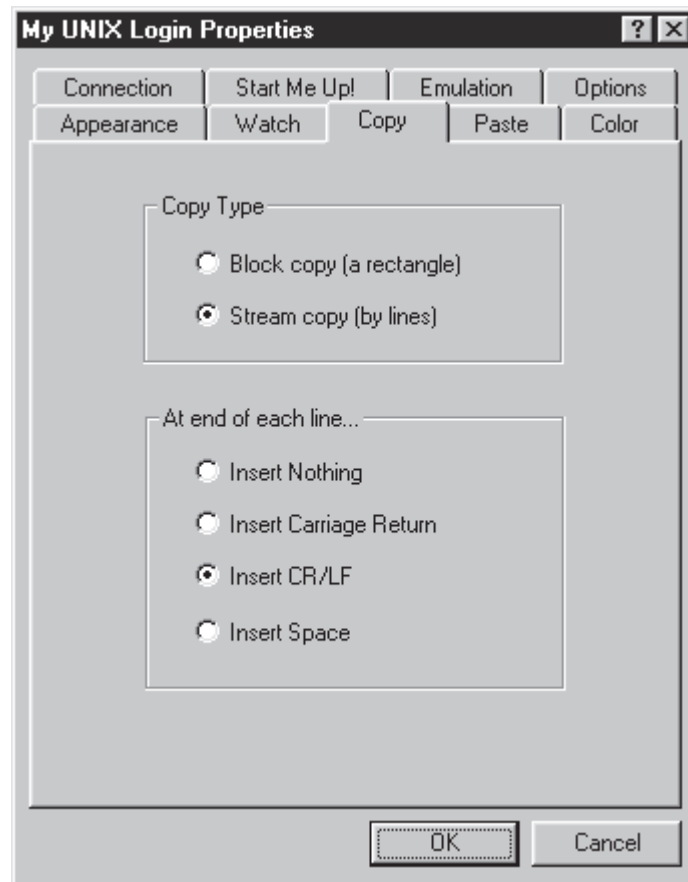 My UNIX Login Properties ? ×
Connection Start Me Up! Emulation Options
Appearance Watch Copy Paste Color
Copy Type
Block copy (a rectangle)
Stream copy (by lines)
At end of each line...
Insert Nothing
Insert Carriage Return
Insert CR/LF
Insert Space
OK Cancel